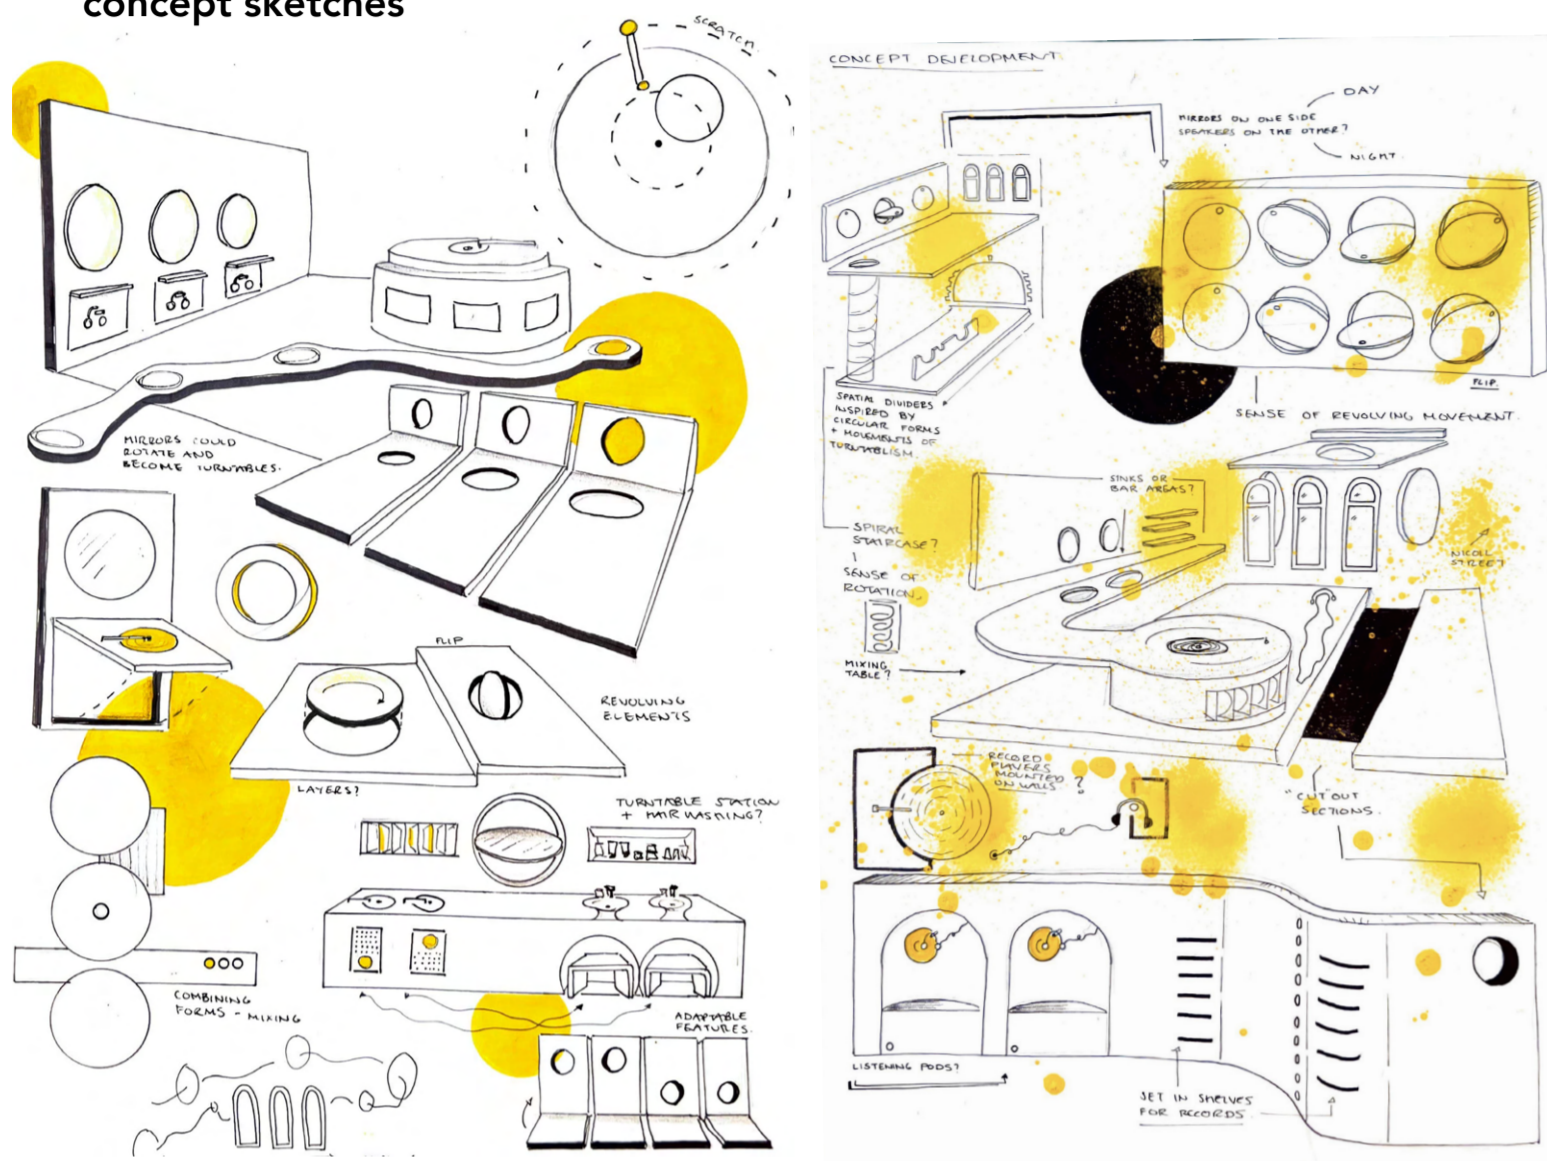 concept sketches
SCRATCH.
MIRRORS COULD
ROTATE AND
BECOME TURNTABLES.
FLIP
REVOLVING
ELEMENTS
LAYERS?
TURNTABLE STATION
+ HAIR WASHING?
COMBINING
FORMS - MIXING
ADAPTABLE
FEATURES.
CONCEPT DEVELOPMENT
DAY
MIRRORS ON ONE SIDE
SPEAKERS ON THE OTHER?
NIGHT.
FLIP.
SENSE OF REVOLVING MOVEMENT.
SPATIAL DIVIDERS
INSPIRED BY
CIRCULAR FORMS
+ MOVEMENTS OF
TURNTABLISM.
SINKS OR
BAR AREAS?
SPIRAL
STAIRCASE?
SENSE OF
ROTATION.
NICOLL
STREET
MIXING
TABLE?
RECORD
PLAYERS
MOUNTED
ON WALLS
?
"CUT" OUT
SECTIONS.
LISTENING PODS?
SET IN SHELVES
FOR RECORDS.